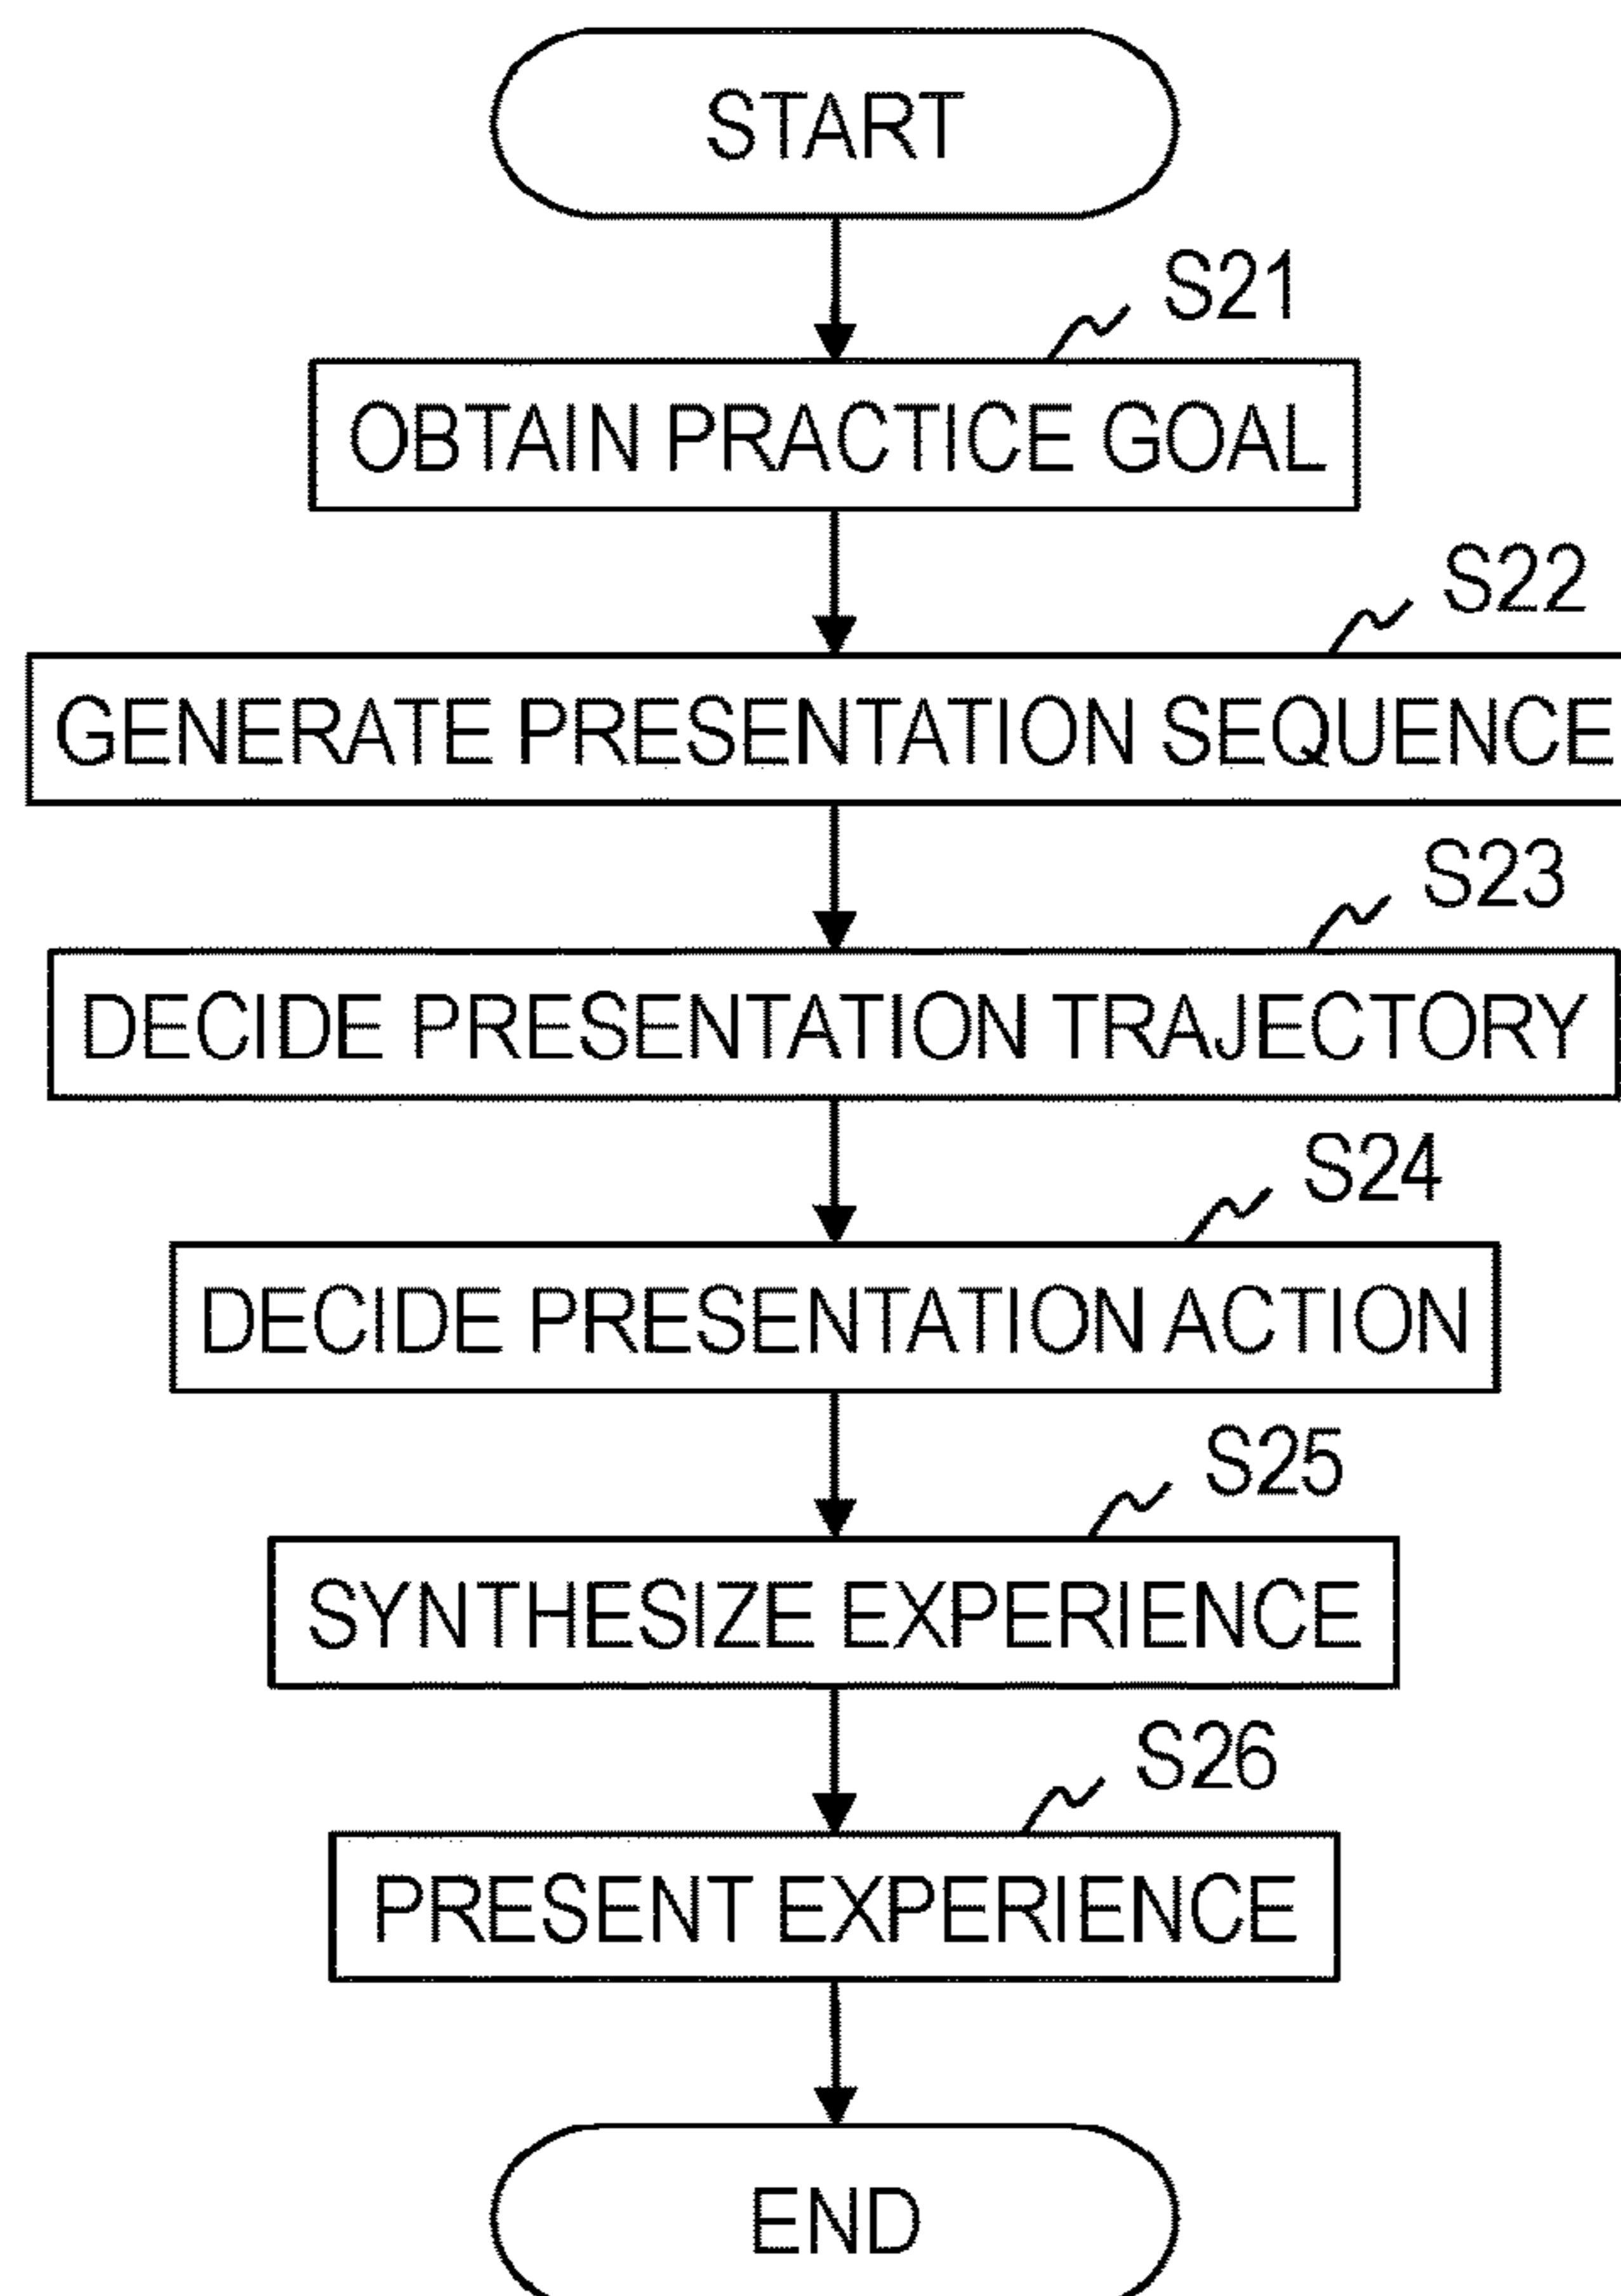 START
S21
OBTAIN PRACTICE GOAL
S22
GENERATE PRESENTATION SEQUENCE
S23
DECIDE PRESENTATION TRAJECTORY
S24
DECIDE PRESENTATION ACTION
S25
SYNTHESIZE EXPERIENCE
S26
PRESENT EXPERIENCE
END